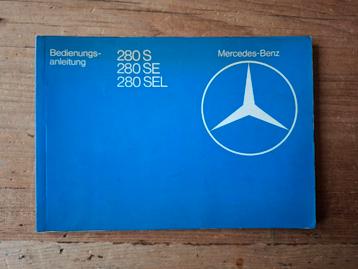 Bedienungs-
anleitung
280 S
280 SE
280 SEL
Mercedes-Benz